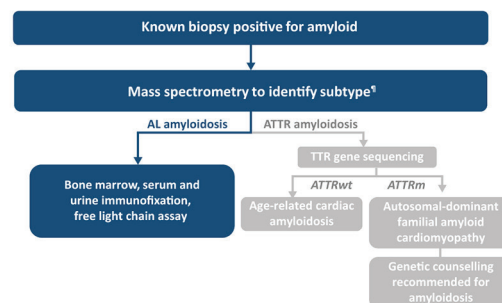 Known biopsy positive for amyloid
Mass spectrometry to identify subtype¶
AL amyloidosis
ATTR amyloidosis
TTR gene sequencing
Bone marrow, serum and
urine immunofixation,
free light chain assay
ATTRwt
ATTRm
Age-related cardiac
amyloidosis
Autosomal-dominant
familial amyloid
cardiomyopathy
Genetic counselling
recommended for
amyloidosis